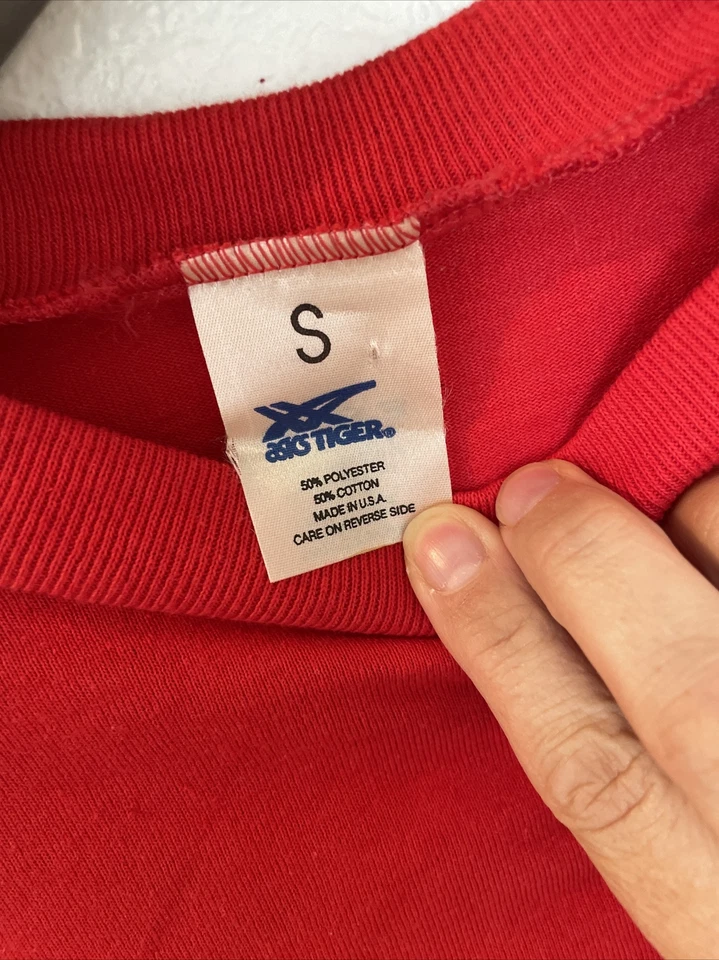 S
asics TIGER®
50% POLYESTER
50% COTTON
MADE IN U.S.A.
CARE ON REVERSE SIDE